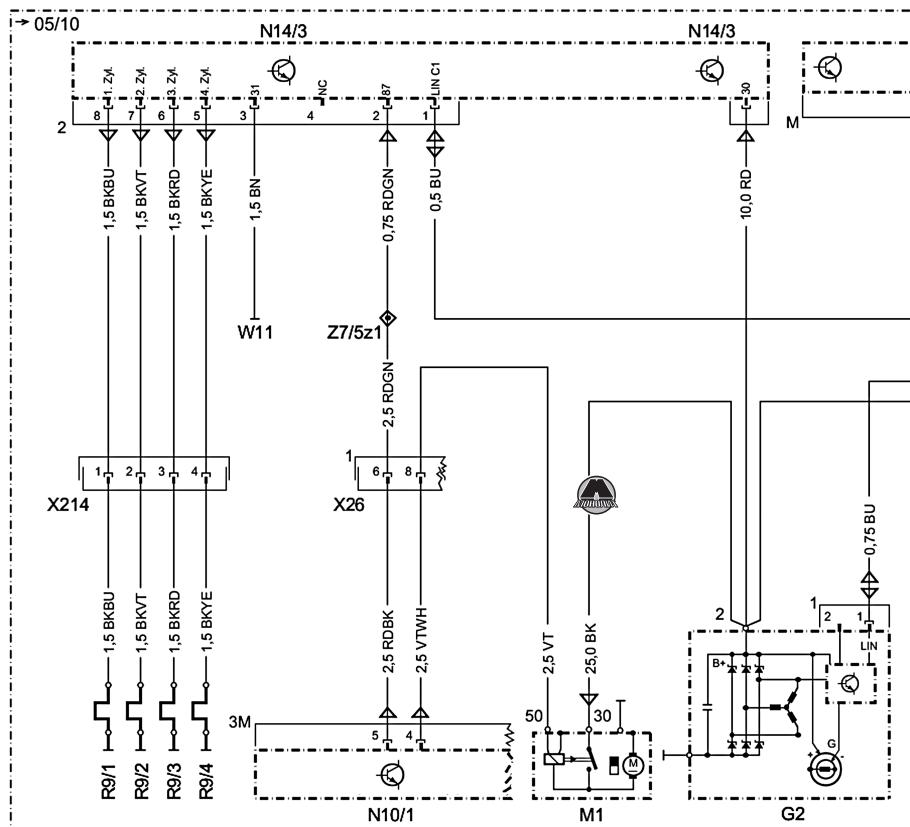 → 05/10
N14/3
N14/3
1. Zyl.
2. Zyl.
3. Zyl.
4. Zyl.
31
NC
87
LIN C1
30
2
8
7
6
5
3
4
2
1
M
1,5 BKBU
1,5 BKVT
1,5 BKRD
1,5 BKYE
1,5 BN
0,75 RDGN
0,5 BU
10,0 RD
W11
Z7/5z1
2,5 RDGN
1
1
2
3
4
6
8
X214
X26
0,75 BU
1,5 BKBU
1,5 BKVT
1,5 BKRD
1,5 BKYE
2,5 RDBK
2,5 VTWH
2,5 VT
25,0 BK
2
1
2
1
LIN
B+
3M
5
4
50
30
M
G
+
-
R9/1
R9/2
R9/3
R9/4
N10/1
M1
G2